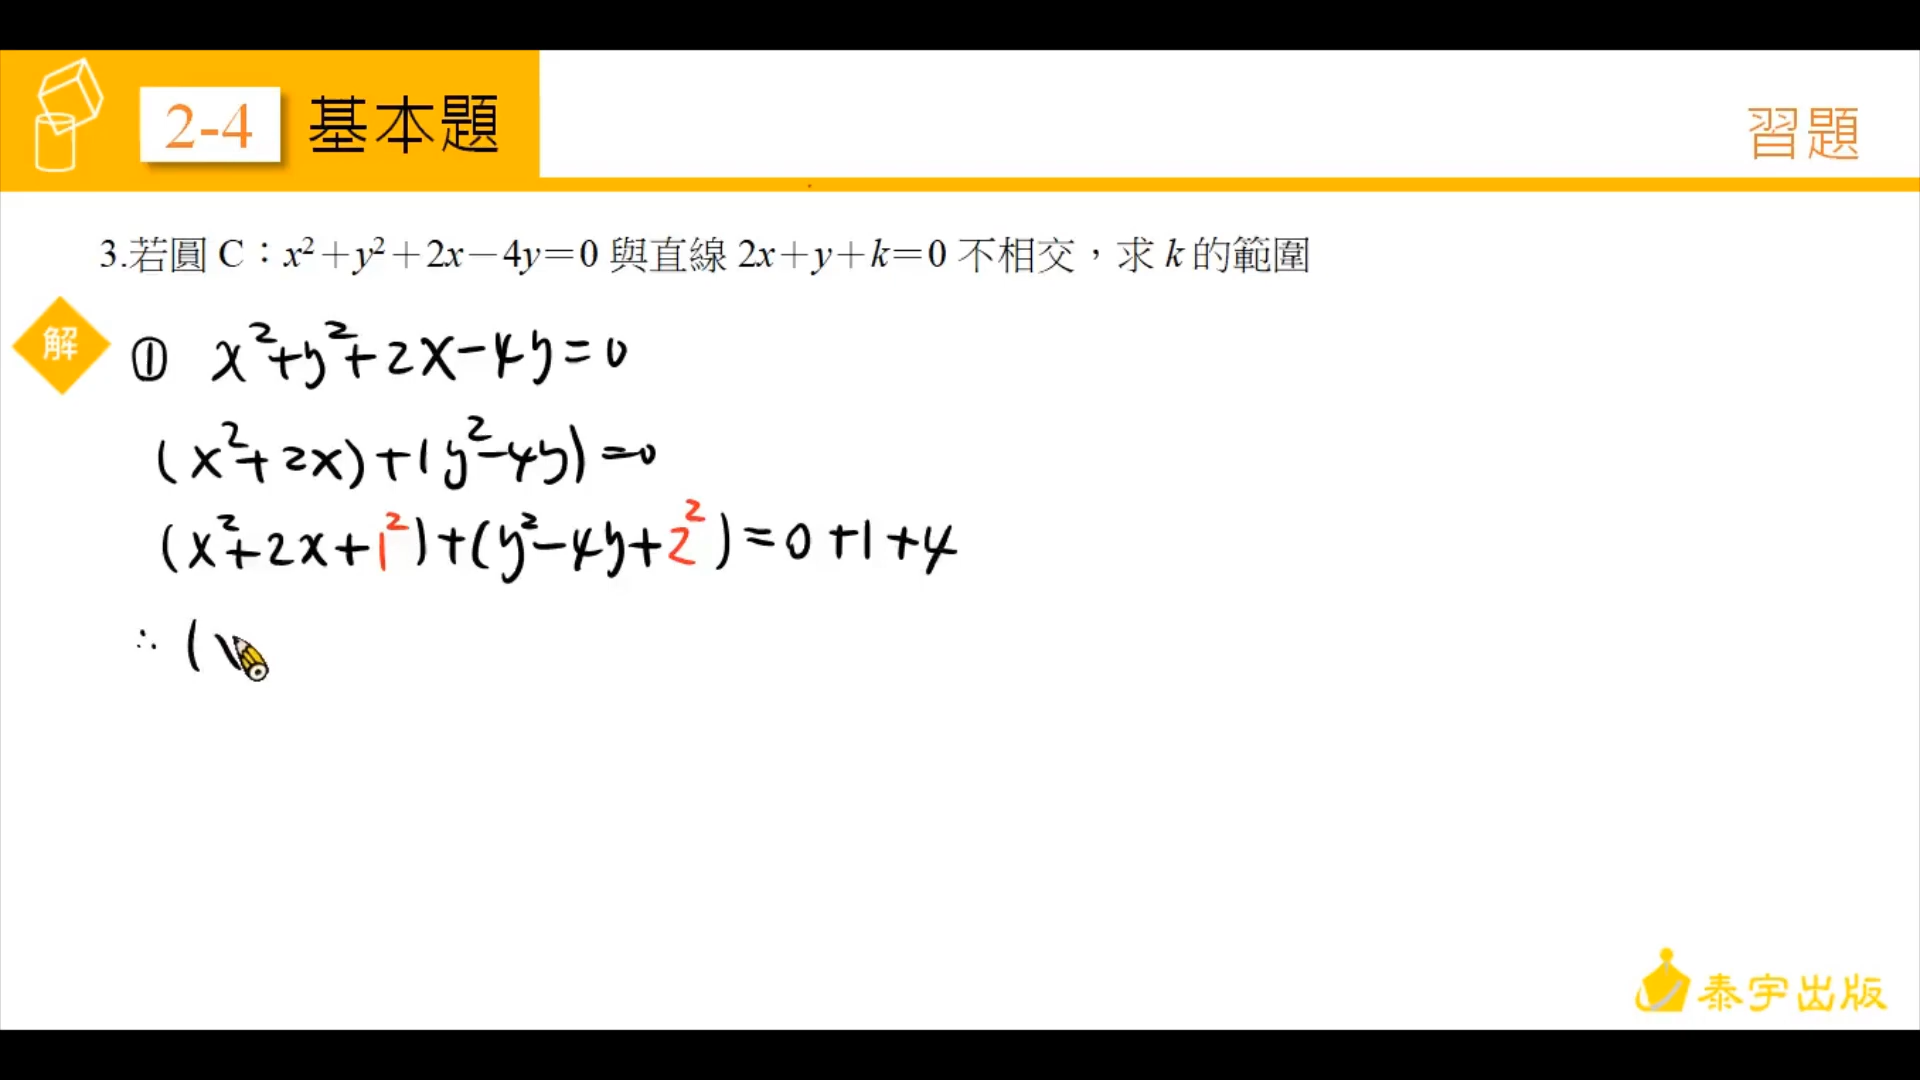 2-4 基本題
習題
3.若圓 C：x²+y²+2x−4y=0 與直線 2x+y+k=0 不相交，求 k 的範圍
解
① x²+y²+2x-4y=0
(x²+2x)+(y²-4y)=0
(x²+2x+1²)+(y²-4y+2²)=0+1+4
∴ (
泰宇出版